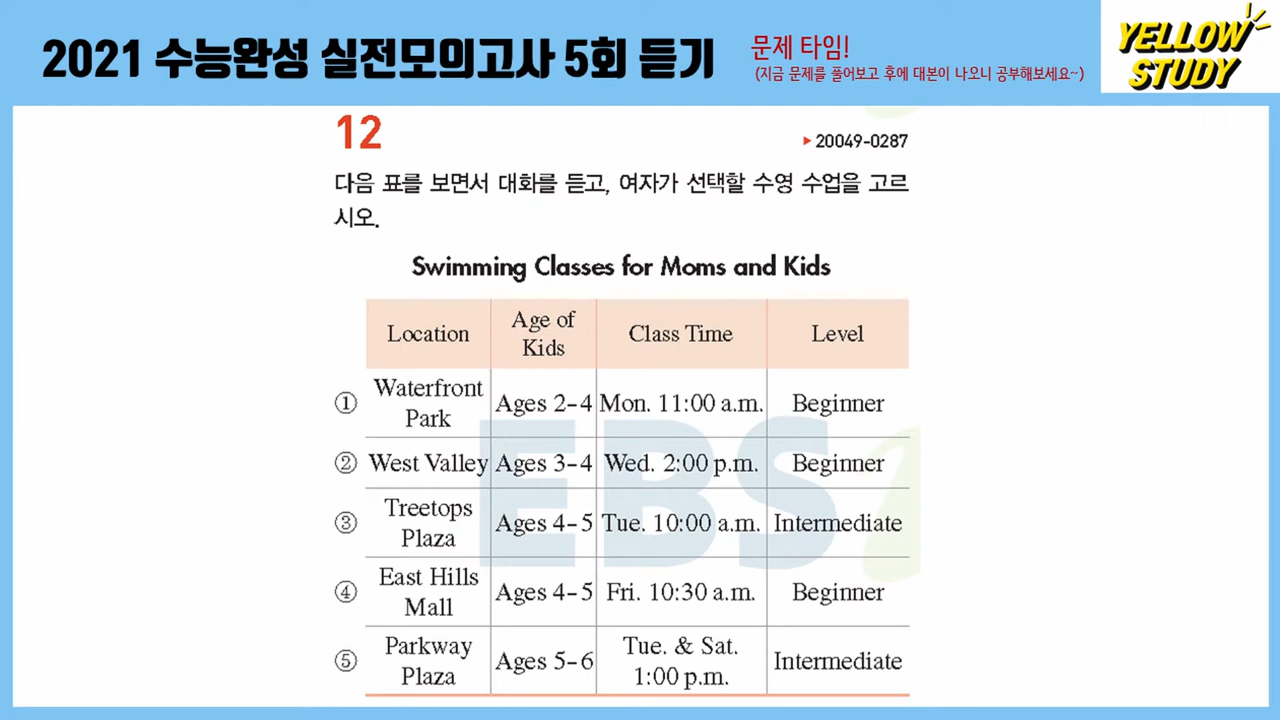 2021 수능완성 실전모의고사 5회 듣기
문제 타임!
(지금 문제를 풀어보고 후에 대본이 나오니 공부해보세요~)
YELLOW
STUDY
12
▶ 20049-0287
다음 표를 보면서 대화를 듣고, 여자가 선택할 수영 수업을 고르
시오.
Swimming Classes for Moms and Kids
Location Age of Kids Class Time Level
① Waterfront Park Ages 2–4 Mon. 11:00 a.m. Beginner
② West Valley Ages 3–4 Wed. 2:00 p.m. Beginner
③ Treetops Plaza Ages 4–5 Tue. 10:00 a.m. Intermediate
④ East Hills Mall Ages 4–5 Fri. 10:30 a.m. Beginner
⑤ Parkway Plaza Ages 5–6 Tue. & Sat. 1:00 p.m. Intermediate
EBS